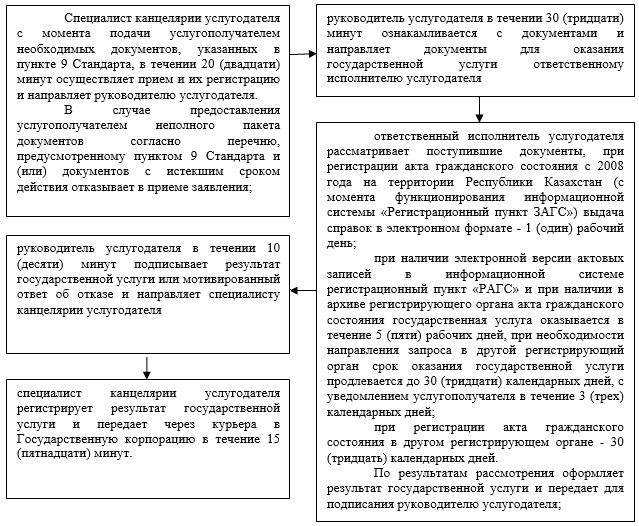 Специалист канцелярии услугодателя
с момента подачи услугополучателем
необходимых документов, указанных в
пункте 9 Стандарта, в течении 20 (двадцати)
минут осуществляет прием и их регистрацию
и направляет руководителю услугодателя.
В случае предоставления
услугополучателем неполного пакета
документов согласно перечню,
предусмотренному пунктом 9 Стандарта и
(или) документов с истекшим сроком
действия отказывает в приеме заявления;
руководитель услугодателя в течении 30 (тридцати)
минут ознакамливается с документами и
направляет документы для оказания
государственной услуги ответственному
исполнителю услугодателя
ответственный исполнитель услугодателя
рассматривает поступившие документы, при
регистрации акта гражданского состояния с 2008
года на территории Республики Казахстан (с
момента функционирования информационной
системы «Регистрационный пункт ЗАГС») выдача
справок в электронном формате - 1 (один) рабочий
день;
при наличии электронной версии актовых
записей в информационной системе
регистрационный пункт «РАГС» и при наличии в
архиве регистрирующего органа акта гражданского
состояния государственная услуга оказывается в
течение 5 (пяти) рабочих дней, при необходимости
направления запроса в другой регистрирующий
орган срок оказания государственной услуги
продлевается до 30 (тридцати) календарных дней, с
уведомлением услугополучателя в течение 3 (трех)
календарных дней;
при регистрации акта гражданского
состояния в другом регистрирующем органе - 30
(тридцать) календарных дней.
По результатам рассмотрения оформляет
результат государственной услуги и передает для
подписания руководителю услугодателя;
руководитель услугодателя в течении 10
(десяти) минут подписывает результат
государственной услуги или мотивированный
ответ об отказе и направляет специалисту
канцелярии услугодателя
специалист канцелярии услугодателя
регистрирует результат государственной
услуги и передает через курьера в
Государственную корпорацию в течение 15
(пятнадцати) минут.